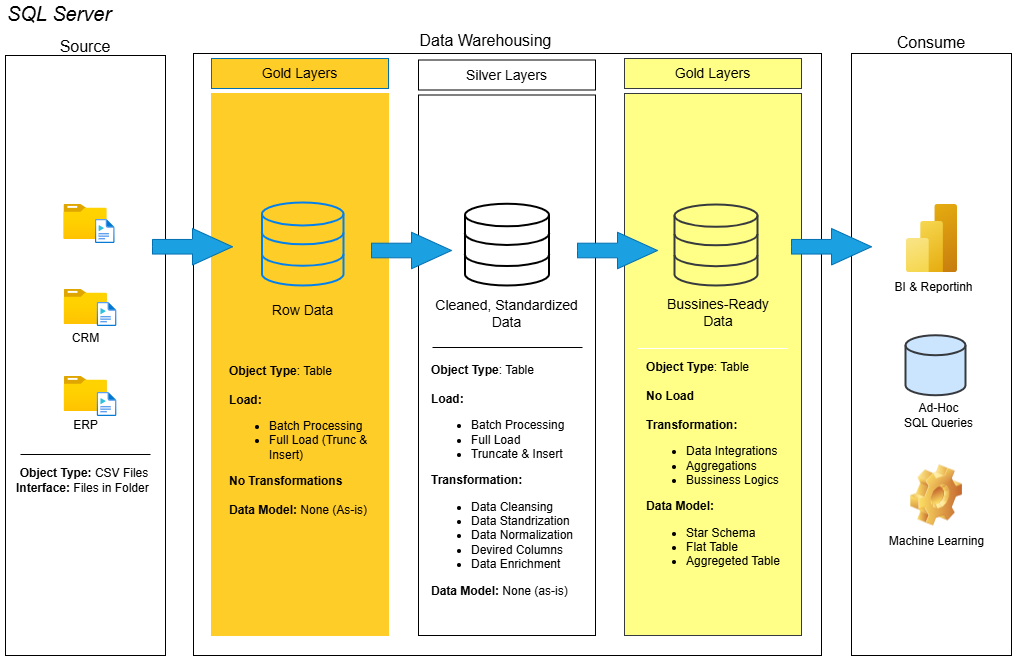 SQL Server
Source
CRM
ERP
Object Type: CSV Files
Interface: Files in Folder
Data Warehousing
Gold Layers
Row Data
Object Type: Table
Load:
• Batch Processing
• Full Load (Trunc &
Insert)
No Transformations
Data Model: None (As-is)
Silver Layers
Cleaned, Standardized
Data
Object Type: Table
Load:
• Batch Processing
• Full Load
• Truncate & Insert
Transformation:
• Data Cleansing
• Data Standrization
• Data Normalization
• Devired Columns
• Data Enrichment
Data Model: None (as-is)
Gold Layers
Bussines-Ready
Data
Object Type: Table
No Load
Transformation:
• Data Integrations
• Aggregations
• Bussiness Logics
Data Model:
• Star Schema
• Flat Table
• Aggregeted Table
Consume
BI & Reportinh
Ad-Hoc
SQL Queries
Machine Learning